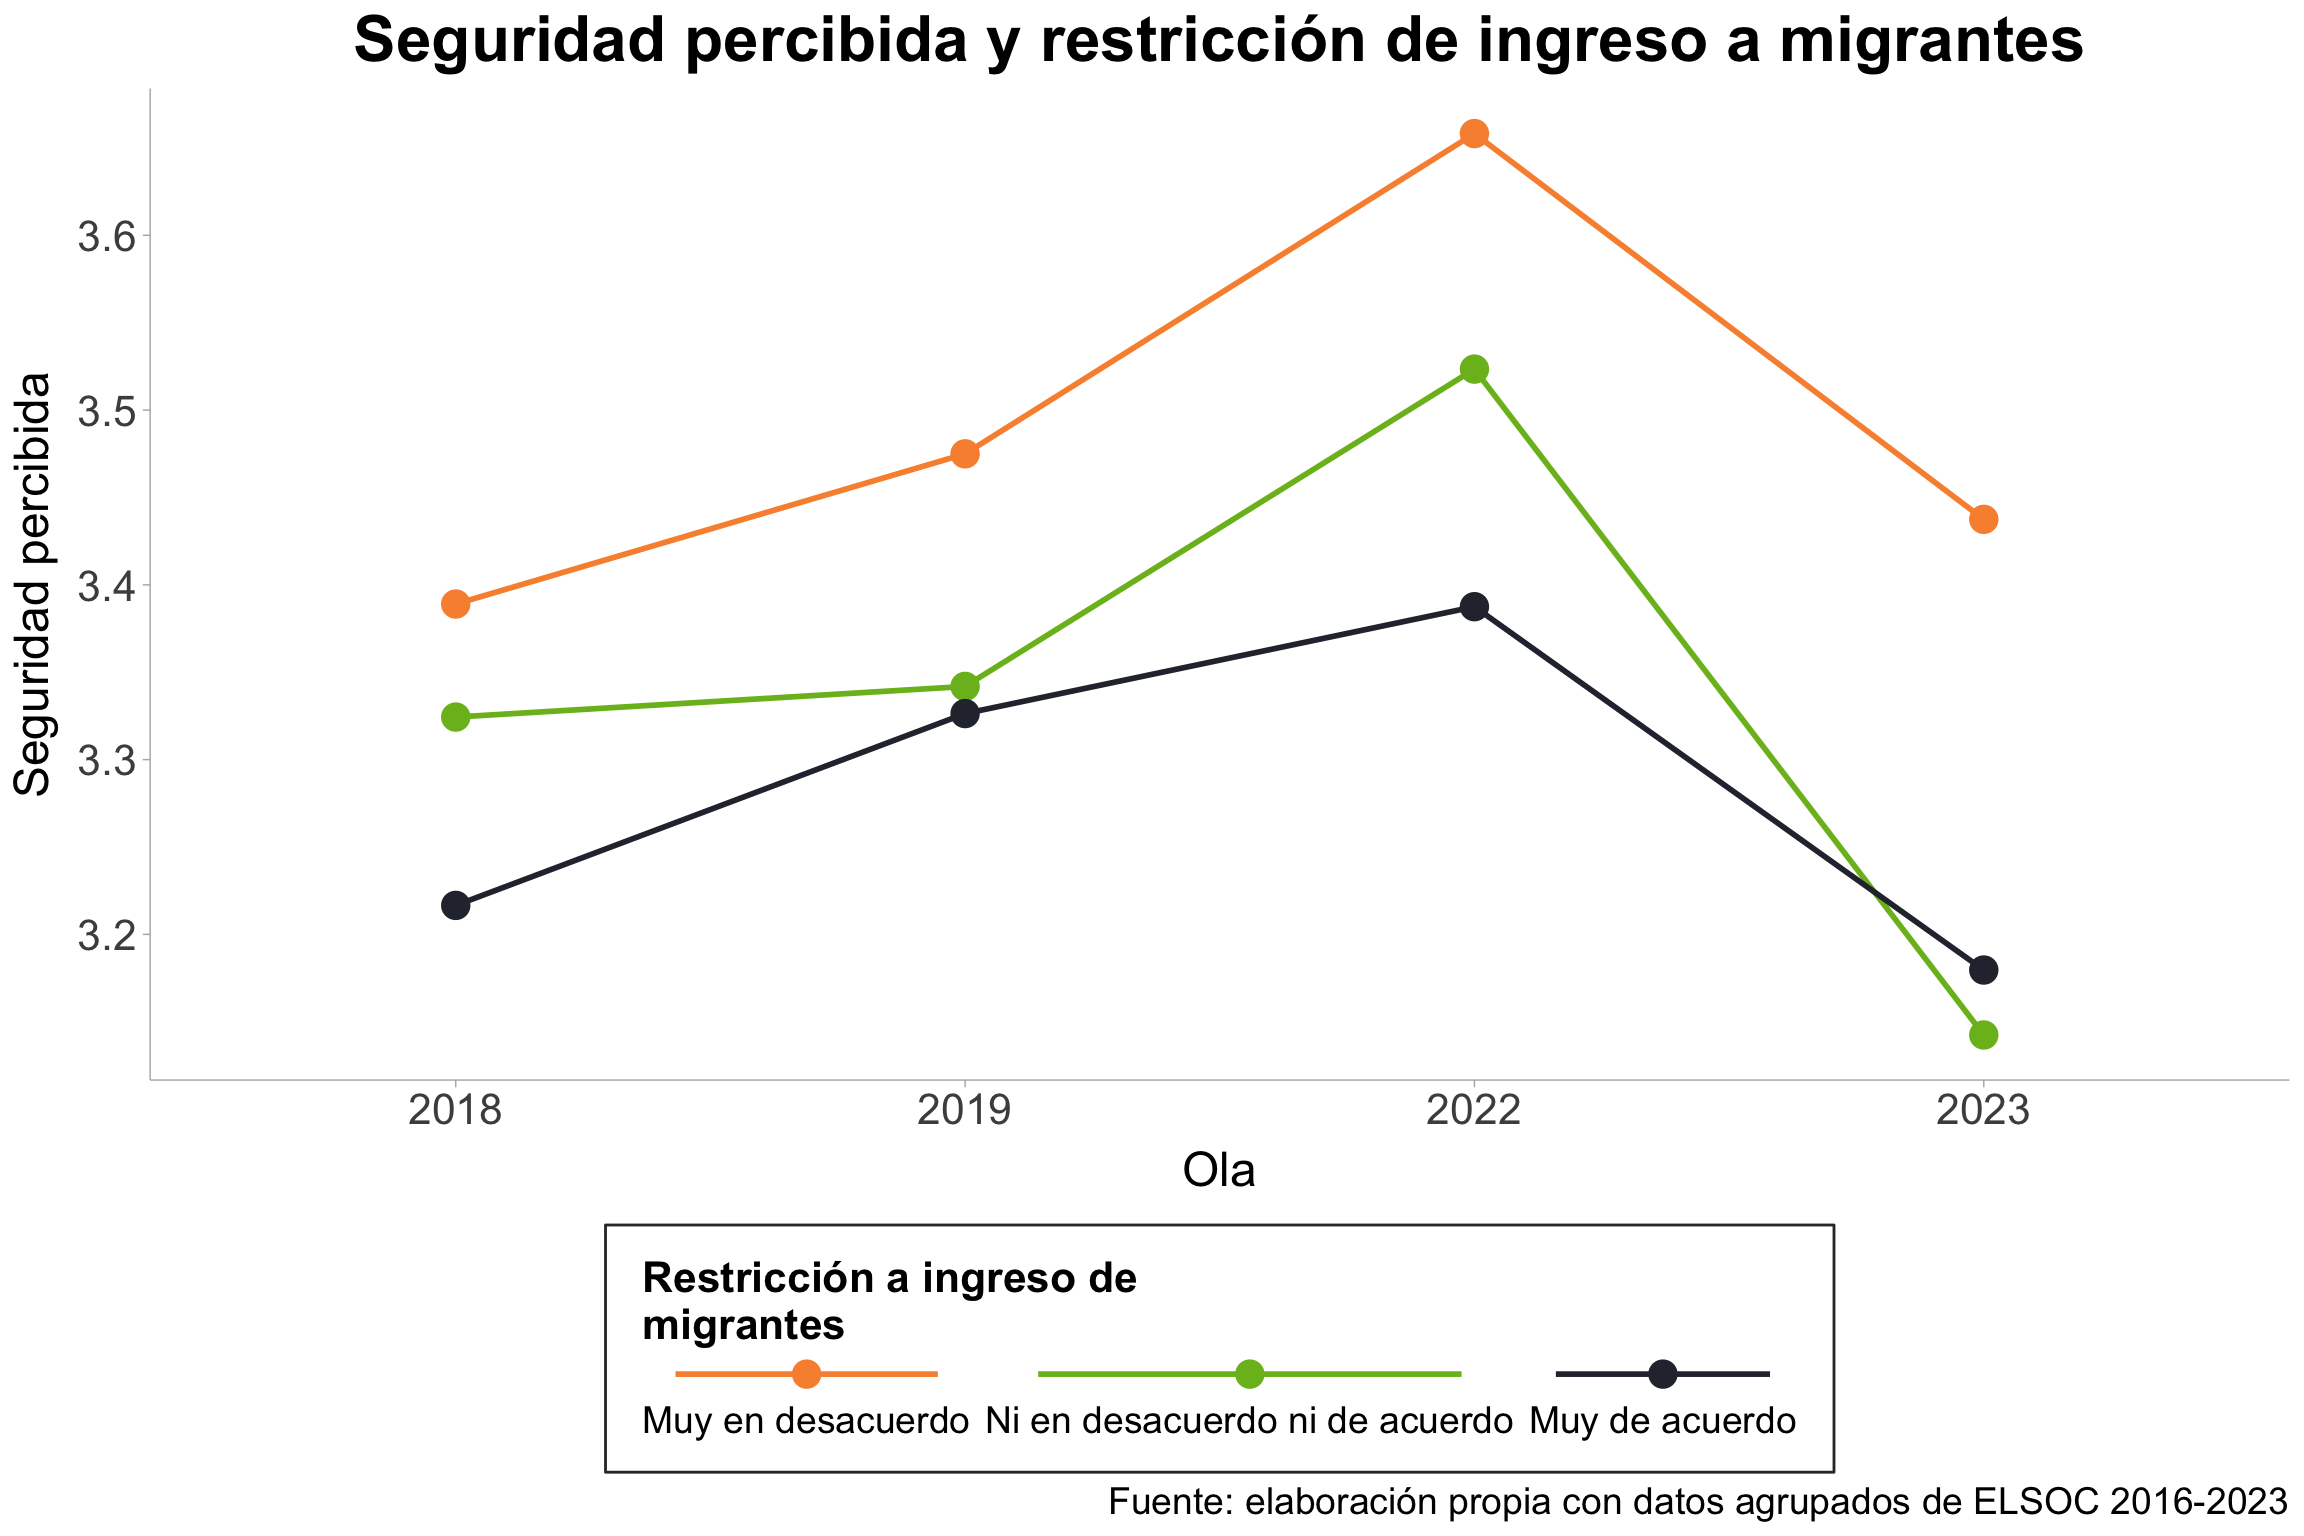 Seguridad percibida y restricción de ingreso a migrantes
Seguridad percibida
3.6
3.5
3.4
3.3
3.2
2018 2019 2022 2023
Ola
Restricción a ingreso de
migrantes
Muy en desacuerdo Ni en desacuerdo ni de acuerdo Muy de acuerdo
Fuente: elaboración propia con datos agrupados de ELSOC 2016-2023